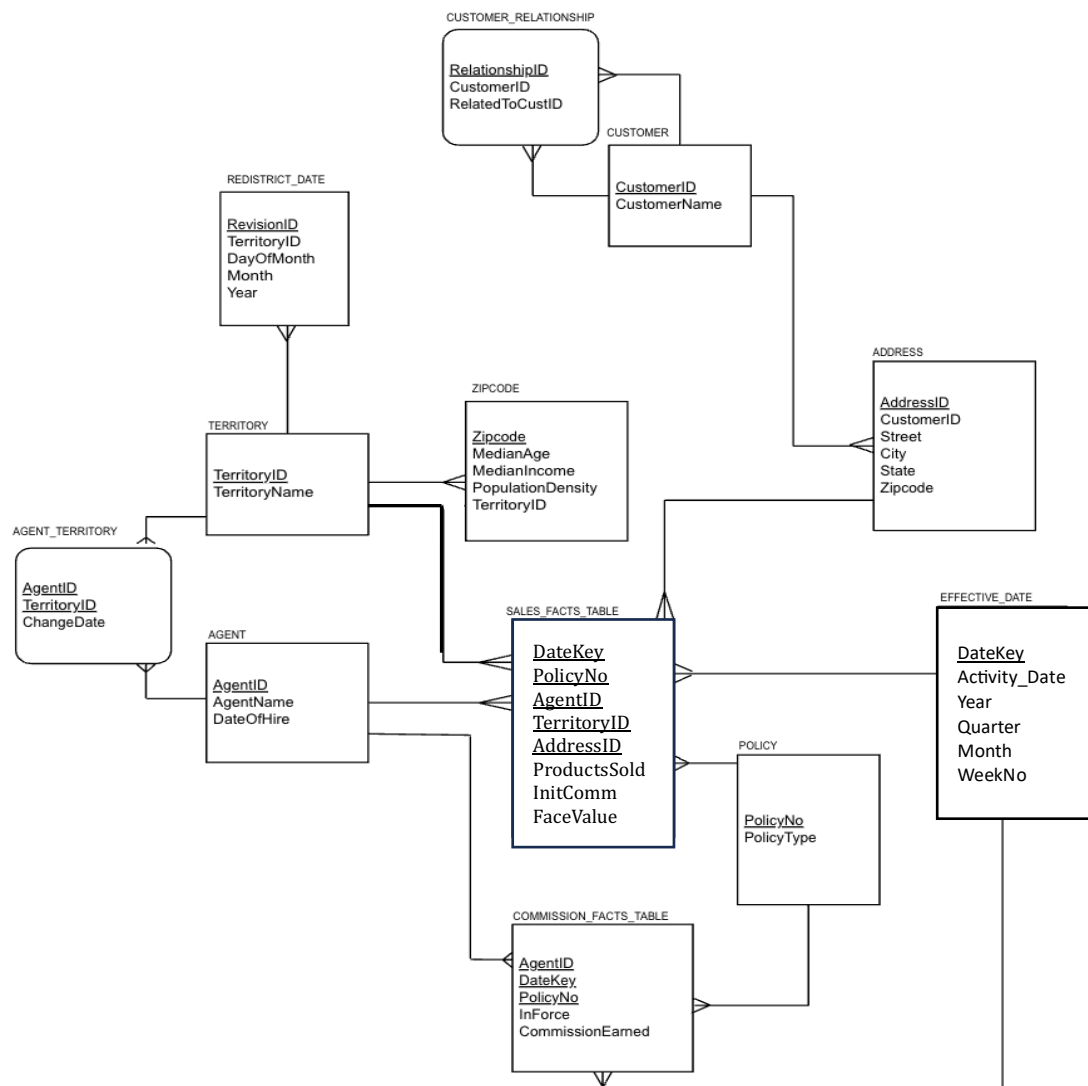 CUSTOMER_RELATIONSHIP
RelationshipID
CustomerID
RelatedToCustID
CUSTOMER
CustomerID
CustomerName
REDISTRICT_DATE
RevisionID
TerritoryID
DayOfMonth
Month
Year
ADDRESS
AddressID
CustomerID
Street
City
State
Zipcode
ZIPCODE
Zipcode
MedianAge
MedianIncome
PopulationDensity
TerritoryID
TERRITORY
TerritoryID
TerritoryName
AGENT_TERRITORY
AgentID
TerritoryID
ChangeDate
AGENT
AgentID
AgentName
DateOfHire
SALES_FACTS_TABLE
DateKey
PolicyNo
AgentID
TerritoryID
AddressID
ProductsSold
InitComm
FaceValue
EFFECTIVE_DATE
DateKey
Activity_Date
Year
Quarter
Month
WeekNo
POLICY
PolicyNo
PolicyType
COMMISSION_FACTS_TABLE
AgentID
DateKey
PolicyNo
InForce
CommissionEarned